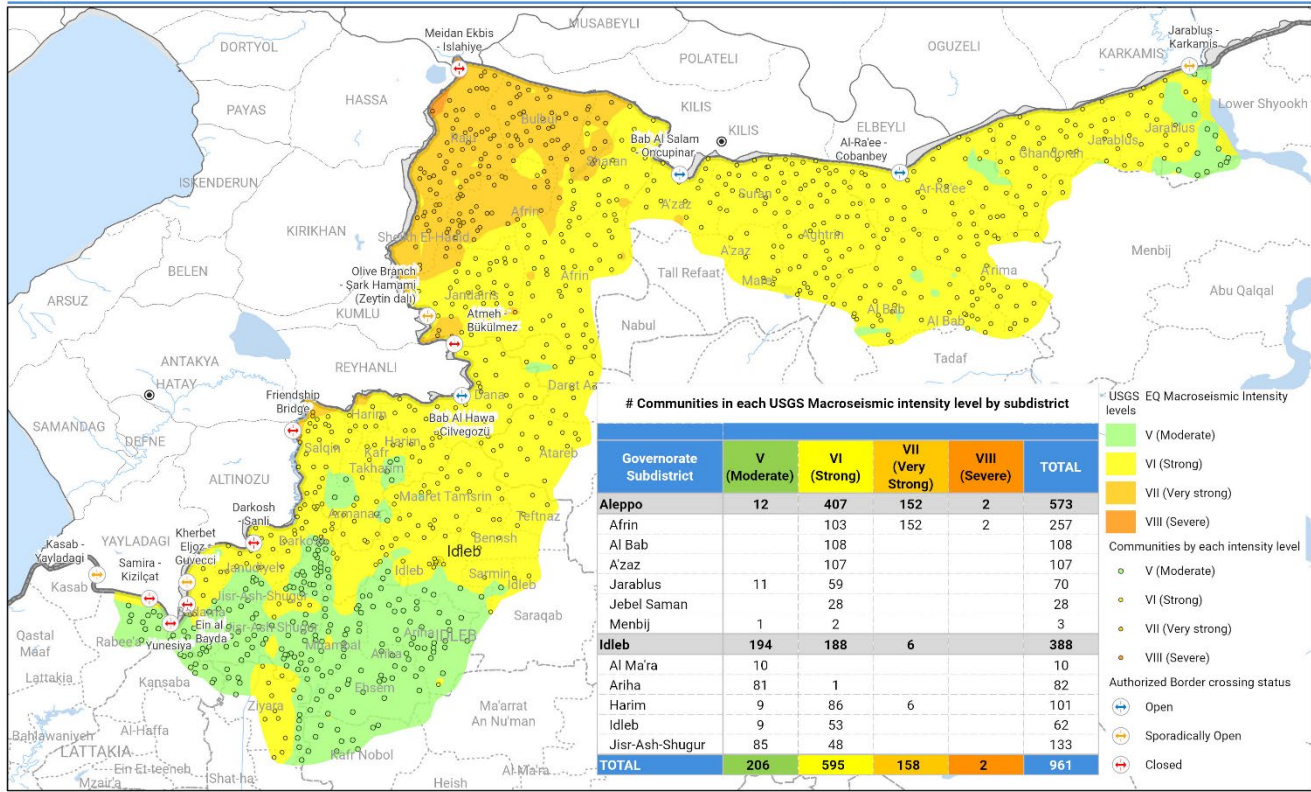 MUSABEYLI
Meidan Ekbis
- Islahiye
DORTYOL
OGUZELI
KARKAMIS
Jarablus -
Karkamis
POLATELI
HASSA
PAYAS
KILIS
Lower Shyookh
Bulbul
Raju
KILIS
ELBEYLI
Jarablus
Sharan
Bab Al Salam
Oncupinar
Al-Ra'ee -
Cobanbey
Jarablus
Ghandorah
ISKENDERUN
Ar-Ra'ee
A'zaz
Suran
Afrin
KIRIKHAN
Sheikh El-Hadid
Aghtrin
A'zaz
Menbij
BELEN
Olive Branch
Şark Hamami
(Zeytin dalı)
Afrin
Tall Refaat
Mare'
A'rima
Abu Qalqal
ARSUZ
Jandairis
KUMLU
Atmeh -
Bükülmez
Nabul
Al Bab
Al Bab
Tadaf
ANTAKYA
HATAY
REYHANLI
Friendship
Bridge
Dana
Daret Az
Bab Al Hawa
Cilvegozü
SAMANDAG
DEFNE
Harim
Salqin
Harim
Kafr
Takharim
Atareb
ALTINOZU
Maaret Tamsrin
Armanaz
Teftnaz
Darkosh
- Sanli
Darkosh
Bennsh
Idleb
Kherbet
Eljoz -
Guvecci
Kasab -
Yayladagi
YAYLADAGI
Samira -
Kizilçat
Janudiyeh
Idleb
Sarmin
Idleb
Kasab
Jisr-Ash-Shugur
Badama
Saraqab
Ein al
Bayda
Jisr-Ash-Shugur
Ariha
IDLEB
Qastal
Maaf
Rabee'a
Yunesiya
Mhambal
Ariha
Lattakia
Kansaba
Ehsem
Ziyara
Ma'arrat
An Nu'man
Bahlawaniyeh
Al-Haffa
LATTAKIA
Kafr Nobol
Ein Et-teeneh
Mzair'a
Shat-ha
Heish
Al Ma'ra
# Communities in each USGS Macroseismic intensity level by subdistrict
Governorate Subdistrict V (Moderate) VI (Strong) VII (Very Strong) VIII (Severe) TOTAL
Aleppo 12 407 152 2 573
Afrin 103 152 2 257
Al Bab 108 108
A'zaz 107 107
Jarablus 11 59 70
Jebel Saman 28 28
Menbij 1 2 3
Idleb 194 188 6 388
Al Ma'ra 10 10
Ariha 81 1 82
Harim 9 86 6 101
Idleb 9 53 62
Jisr-Ash-Shugur 85 48 133
TOTAL 206 595 158 2 961
USGS EQ Macroseismic Intensity
levels
V (Moderate)
VI (Strong)
VII (Very strong)
VIII (Severe)
Communities by each intensity level
V (Moderate)
VI (Strong)
VII (Very strong)
VIII (Severe)
Authorized Border crossing status
Open
Sporadically Open
Closed